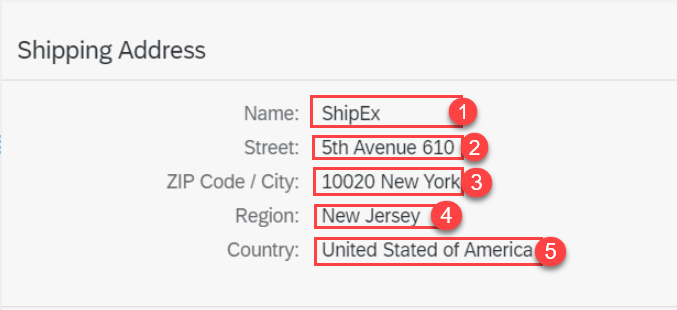 Shipping Address
Name: ShipEx 1
Street: 5th Avenue 610 2
ZIP Code / City: 10020 New York 3
Region: New Jersey 4
Country: United Stated of America 5